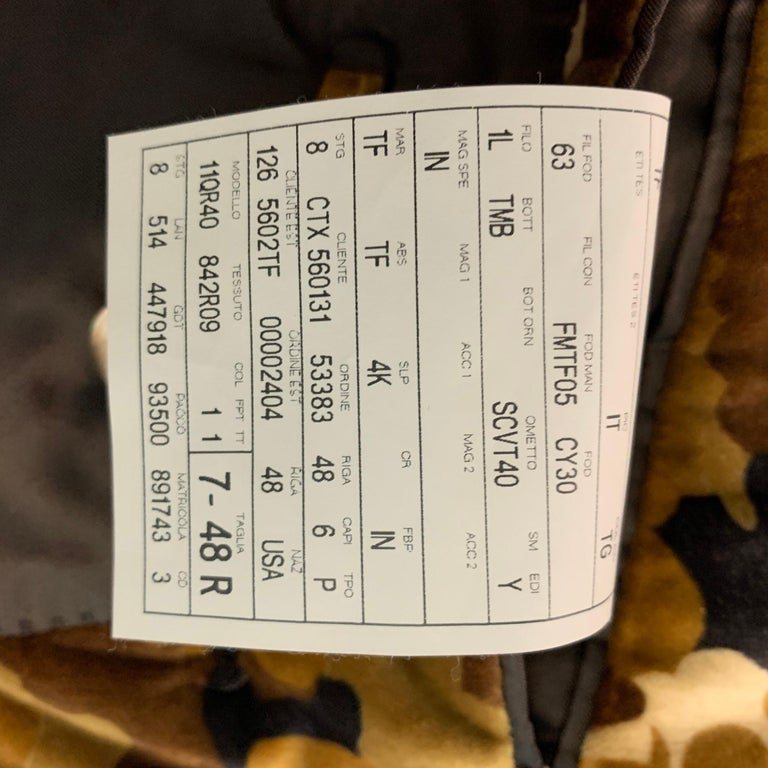 ETI TES ETI TES 2 IT TG
FIL FOD FIL CON FOD MAN FOD
63 FMTF05 CY30
FILO BOTT BOT ORN OMETTO SM EDI
1L TMB SCVT40 Y
MAG SPE MAG 1 ACC 1 MAG 2 ACC 2
IN
MAR ABS SLP CR FBP
TF TF 4K IN
STG CLIENTE ORDINE RIGA CAPI TPO
8 CTX 560131 53383 48 6 P
CLIENTE EST ORDINE EST RIGA NAZ
126 5602TF 00002404 48 USA
MODELLO TESSUTO COL FPT TT TAGLIA
11QR40 842R09 1 1 7-48 R
STG LAN GDT PACCO MATRICOLA CD
8 514 447918 93500 891743 3